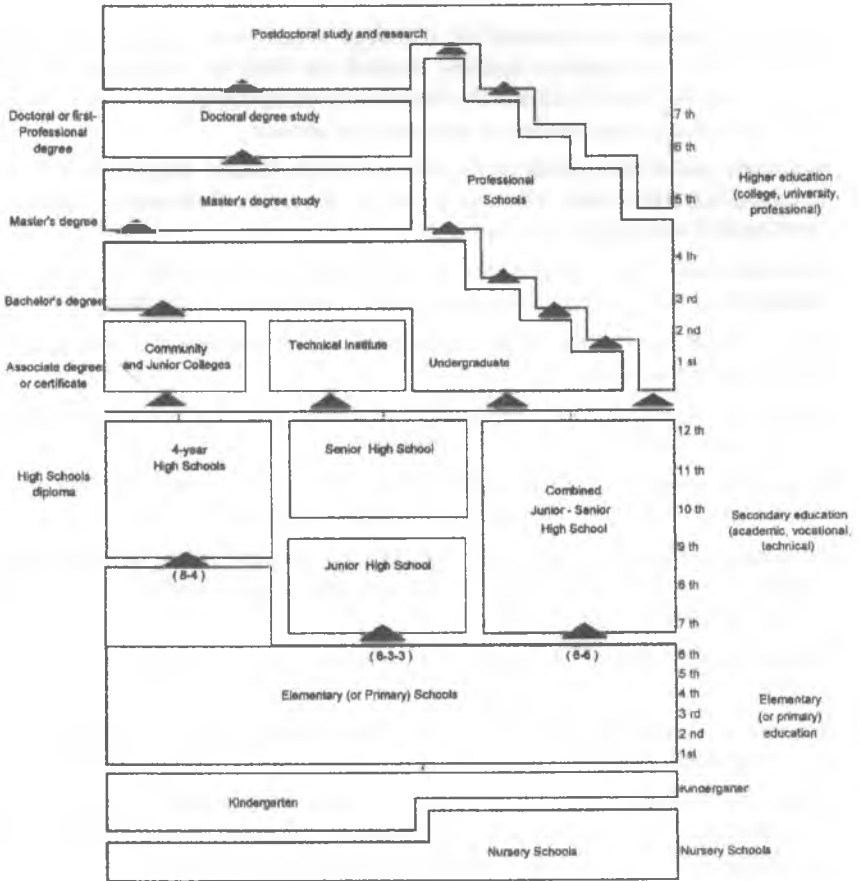 Postdoctoral study and research
Doctoral or first-
Professional
degree
Doctoral degree study
7 th
6 th
Master's degree
Master's degree study
Professional
Schools
5 th
Higher education
(college, university,
professional)
4 th
Bachelor's degree
3 rd
2 nd
1 st
Associate degree
or certificate
Community
and Junior Colleges
Technical Institute
Undergraduate
High Schools
diploma
4-year
High Schools
Senior High School
Combined
Junior - Senior
High School
12 th
11 th
10 th
9 th
8 th
7 th
Secondary education
(academic, vocational,
technical)
Junior High School
( 8-4 )
( 6-3-3 )
( 6-6 )
Elementary (or Primary) Schools
6 th
5 th
4 th
3 rd
2 nd
1st
Elementary
(or primary)
education
Kindergarten
Nursery Schools
Nursery Schools